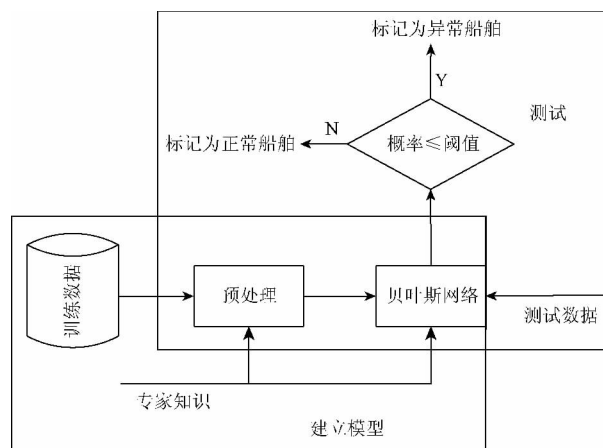 标记为异常船舶
Y
测试
N
概率≤阈值
标记为正常船舶
训练数据
预处理
贝叶斯网络
测试数据
专家知识
建立模型